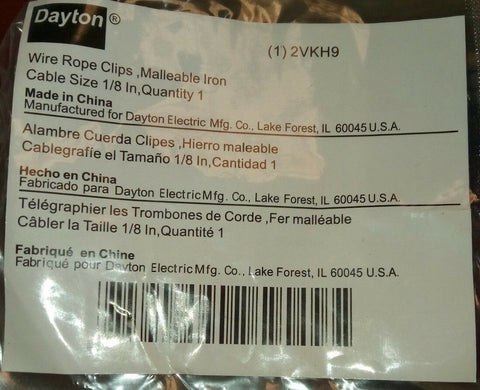 Dayton®
(1) 2VKH9
Wire Rope Clips ,Malleable Iron
Cable Size 1/8 In,Quantity 1
Made in China
Manufactured for Dayton Electric Mfg. Co., Lake Forest, IL 60045 U.S.A.
Alambre Cuerda Clipes ,Hierro maleable
Cablegrafíe el Tamaño 1/8 In,Cantidad 1
Hecho en China
Fabricado para Dayton Electric Mfg. Co., Lake Forest, IL 60045 U.S.A.
Télégraphier les Trombones de Corde ,Fer malléable
Câbler la Taille 1/8 In,Quantité 1
Fabriqué en Chine
Fabriqué pour Dayton Electric Mfg. Co., Lake Forest, IL 60045 U.S.A.